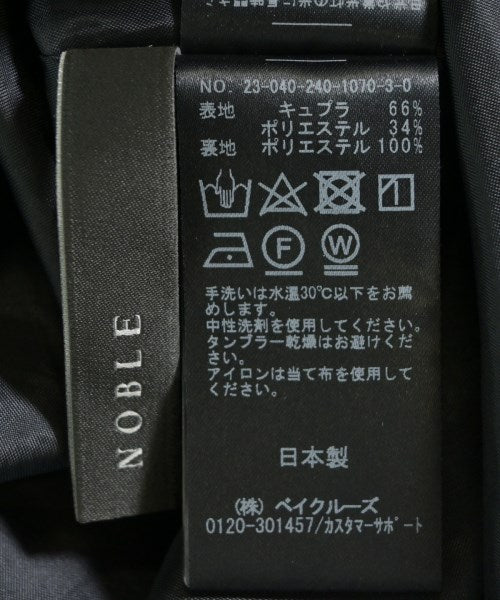 NO. 23-040-240-1070-3-0
表地 キュプラ 66%
ポリエステル 34%
裏地 ポリエステル 100%
F W
手洗いは水温30℃以下をお薦
めします。
中性洗剤を使用してください。
タンブラー乾燥はお避けくだ
さい。
アイロンは当て布を使用して
ください。
日本製
(株) ベイクルーズ
0120-301457/カスタマーサポート
NOBLE